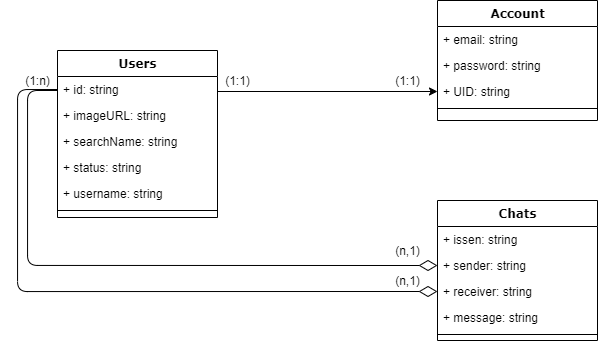 Account
+ email: string
+ password: string
+ UID: string
Users
+ id: string
+ imageURL: string
+ searchName: string
+ status: string
+ username: string
(1:n)
(1:1)
(1:1)
Chats
+ issen: string
+ sender: string
+ receiver: string
+ message: string
(n,1)
(n,1)